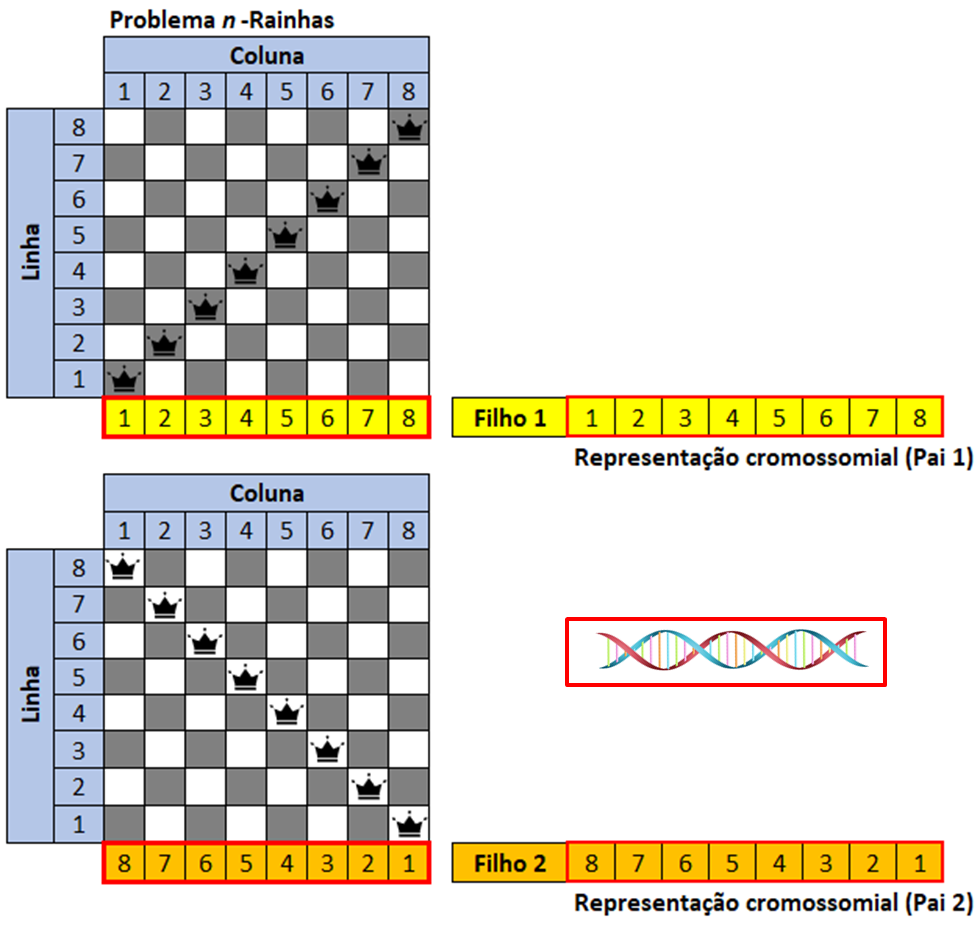 Problema n -Rainhas
Coluna
1 2 3 4 5 6 7 8
Linha
8
7
6
5
4
3
2
1
1 2 3 4 5 6 7 8
Filho 1 1 2 3 4 5 6 7 8
Representação cromossomial (Pai 1)
Coluna
1 2 3 4 5 6 7 8
Linha
8
7
6
5
4
3
2
1
8 7 6 5 4 3 2 1
Filho 2 8 7 6 5 4 3 2 1
Representação cromossomial (Pai 2)